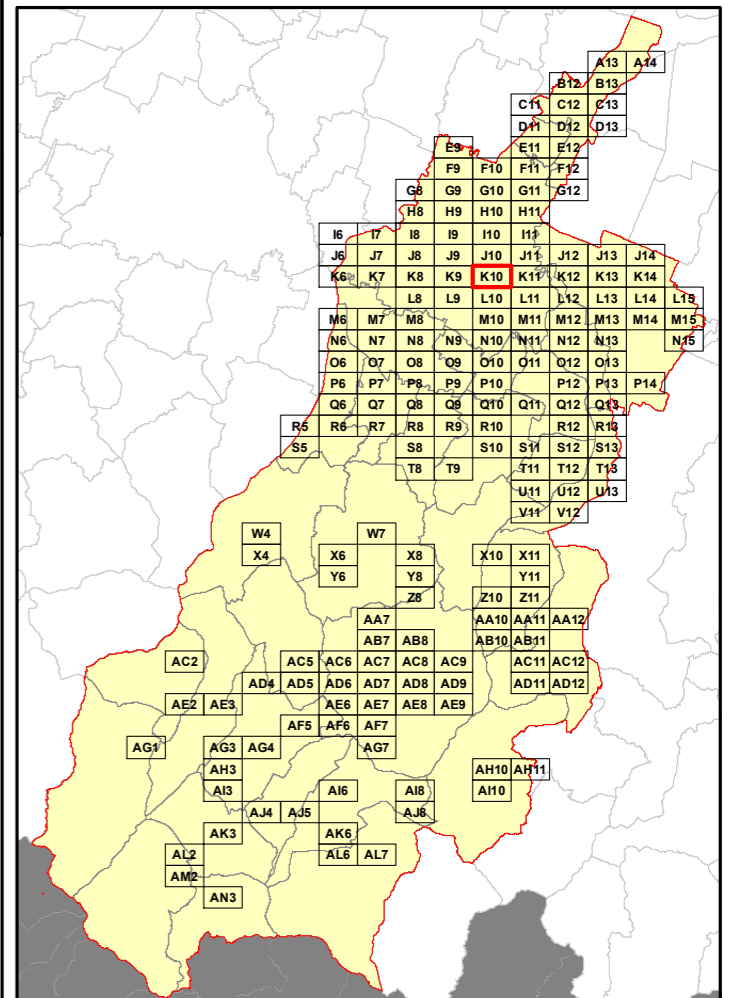 A13 A14
B12 B13
C11 C12 C13
D11 D12 D13
E9 E11 E12
F9 F10 F11 F12
G8 G9 G10 G11 G12
H8 H9 H10 H11
I6 I7 I8 I9 I10 I11
J6 J7 J8 J9 J10 J11 J12 J13 J14
K6 K7 K8 K9 K10 K11 K12 K13 K14
L8 L9 L10 L11 L12 L13 L14 L15
M6 M7 M8 M10 M11 M12 M13 M14 M15
N6 N7 N8 N9 N10 N11 N12 N13 N15
O6 O7 O8 O9 O10 O11 O12 O13
P6 P7 P8 P9 P10 P12 P13 P14
Q6 Q7 Q8 Q9 Q10 Q11 Q12 Q13
R5 R6 R7 R8 R9 R10 R12 R13
S5 S8 S10 S11 S12 S13
T8 T9 T11 T12 T13
U11 U12 U13
V11 V12
W4 W7
X4 X6 X8 X10 X11
Y6 Y8 Y11
Z8 Z10 Z11
AA7 AA10 AA11 AA12
AB7 AB8 AB10 AB11
AC2 AC5 AC6 AC7 AC8 AC9 AC11 AC12
AD4 AD5 AD6 AD7 AD8 AD9 AD11 AD12
AE2 AE3 AE6 AE7 AE8 AE9
AF5 AF6 AF7
AG1 AG3 AG4 AG7
AH3 AH10 AH11
AI3 AI6 AI8 AI10
AJ4 AJ5 AJ8
AK3 AK6
AL2 AL6 AL7
AM2
AN3